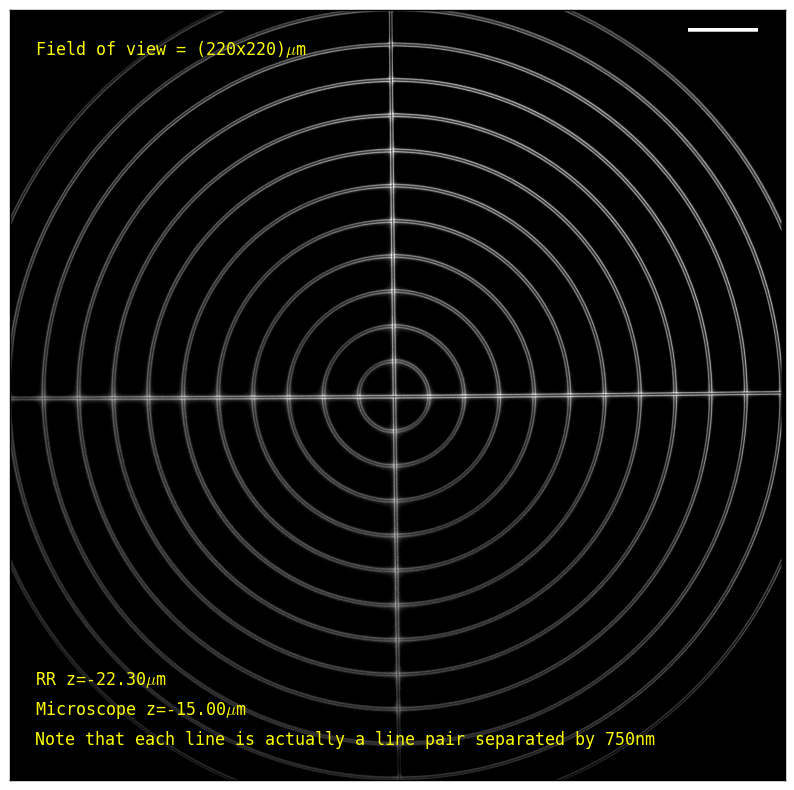 Field of view = (220x220)μm
RR z=-22.30μm
Microscope z=-15.00μm
Note that each line is actually a line pair separated by 750nm